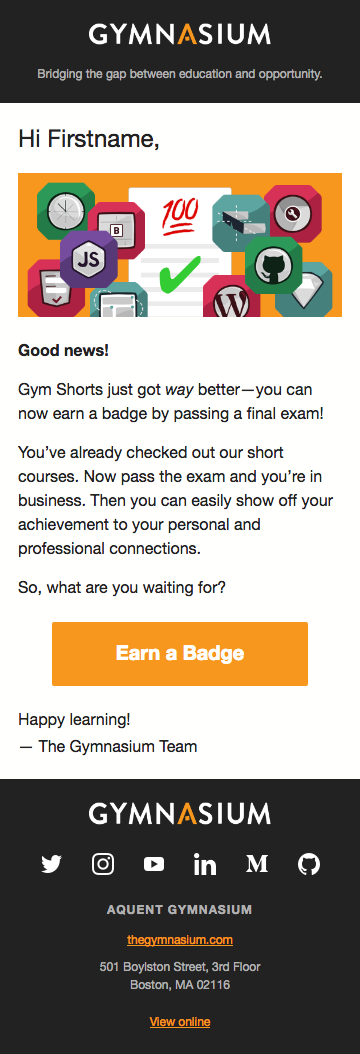 GYMNASIUM
Bridging the gap between education and opportunity.
Hi Firstname,
100
B
JS
Good news!
Gym Shorts just got way better—you can
now earn a badge by passing a final exam!
You’ve already checked out our short
courses. Now pass the exam and you’re in
business. Then you can easily show off your
achievement to your personal and
professional connections.
So, what are you waiting for?
Earn a Badge
Happy learning!
— The Gymnasium Team
GYMNASIUM
AQUENT GYMNASIUM
thegymnasium.com
501 Boylston Street, 3rd Floor
Boston, MA 02116
View online